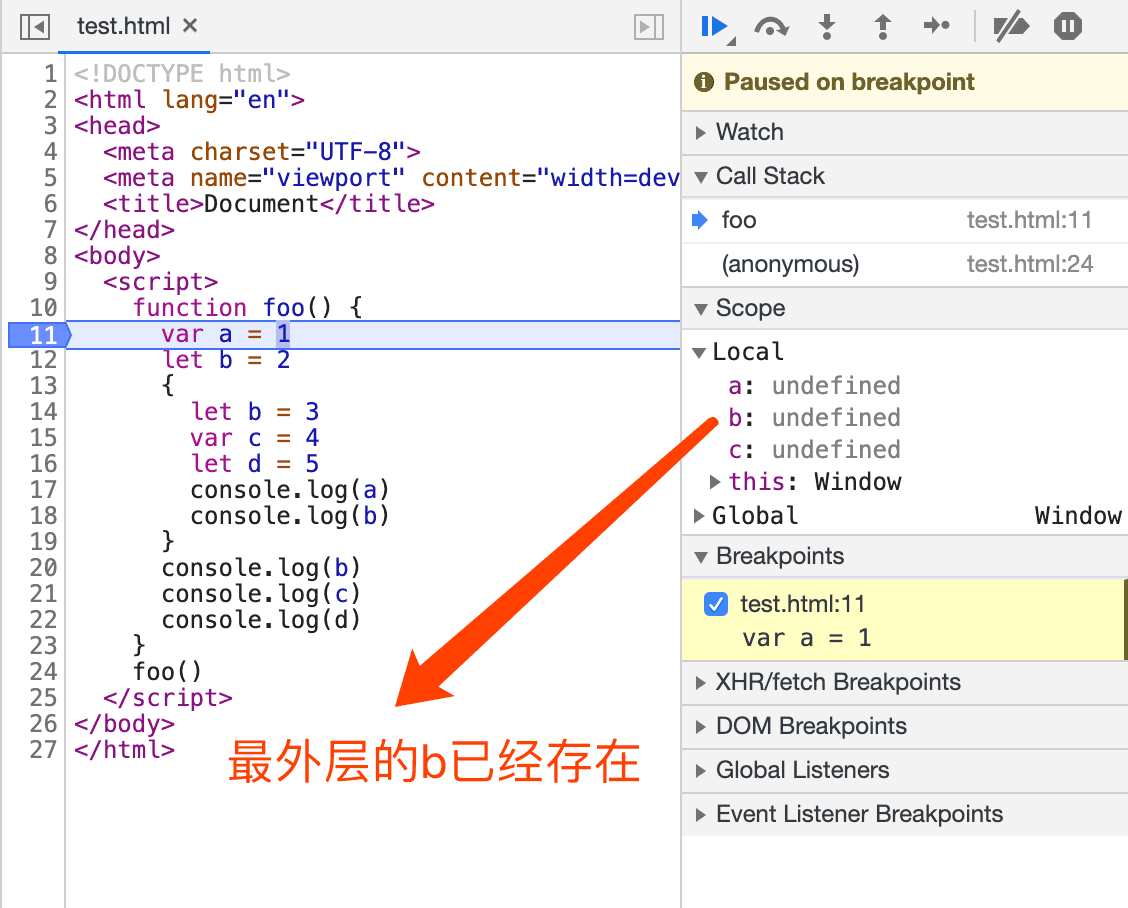 test.html ×
1 <!DOCTYPE html>
2 <html lang="en">
3 <head>
4   <meta charset="UTF-8">
5   <meta name="viewport" content="width=dev
6   <title>Document</title>
7 </head>
8 <body>
9   <script>
10     function foo() {
11       var a = 1
12       let b = 2
13       {
14         let b = 3
15         var c = 4
16         let d = 5
17         console.log(a)
18         console.log(b)
19       }
20       console.log(b)
21       console.log(c)
22       console.log(d)
23     }
24     foo()
25   </script>
26 </body>
27 </html>
最外层的b已经存在
Paused on breakpoint
Watch
Call Stack
foo test.html:11
(anonymous) test.html:24
Scope
Local
a: undefined
b: undefined
c: undefined
this: Window
Global Window
Breakpoints
test.html:11
var a = 1
XHR/fetch Breakpoints
DOM Breakpoints
Global Listeners
Event Listener Breakpoints